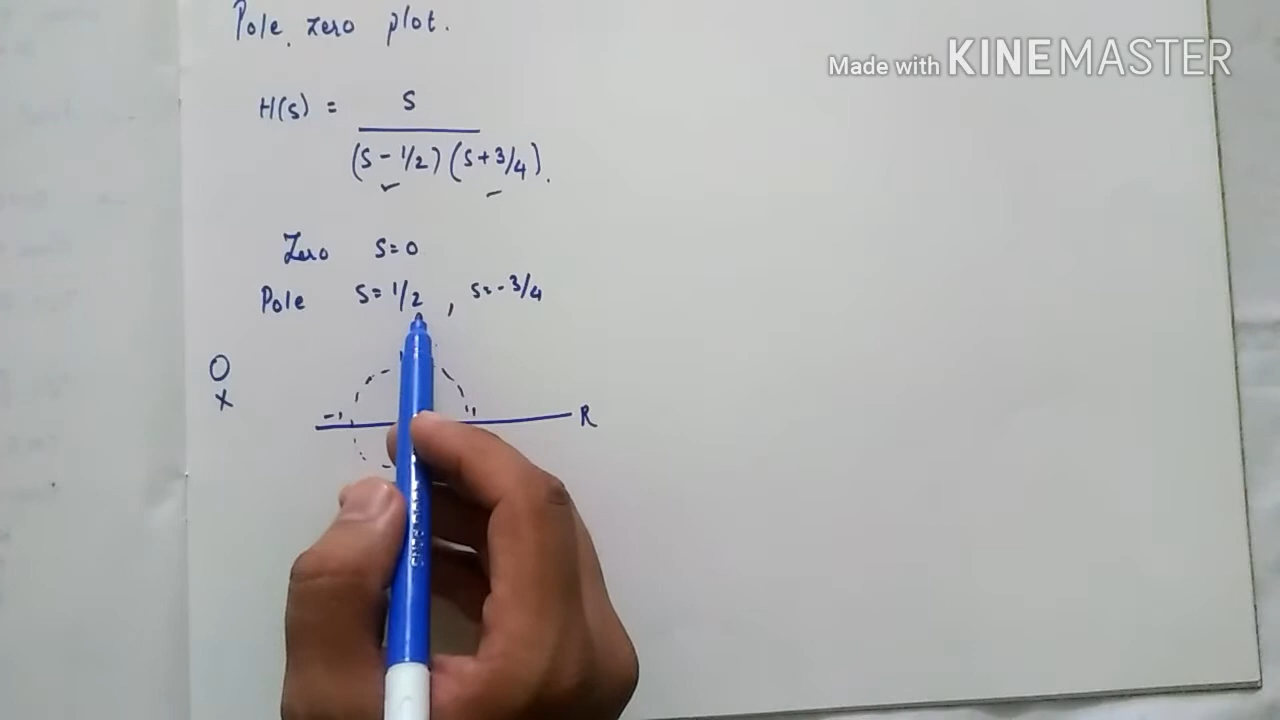 Pole zero plot.
Made with KINEMASTER
H(s) = s
(s - 1/2) (s + 3/4).
Zero s=0
Pole s= 1/2 , s=-3/4
O
x
-1 1 R